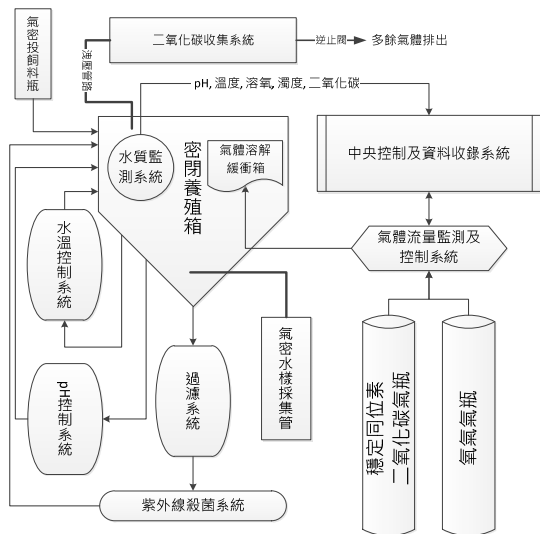 氣密投飼料瓶
二氧化碳收集系統
逆止閥
多餘氣體排出
洩壓管路
pH, 溫度, 溶氧, 濁度, 二氧化碳
水質監
測系統
密閉養殖箱
氣體溶解
緩衝箱
中央控制及資料收錄系統
水溫控制系統
氣體流量監測及
控制系統
氣密水樣採集管
過濾系統
pH控制系統
穩定同位素
二氧化碳氣瓶
氧氣氣瓶
紫外線殺菌系統